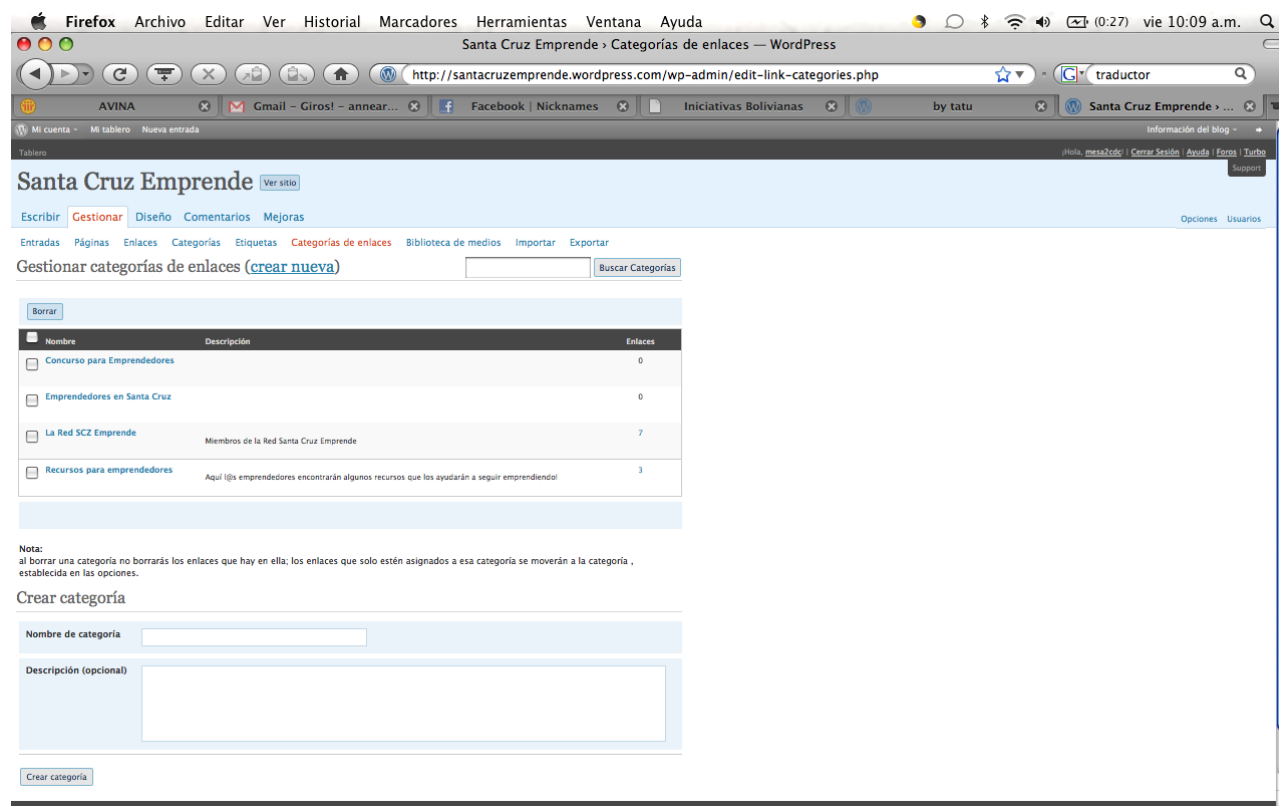 Firefox Archivo Editar Ver Historial Marcadores Herramientas Ventana Ayuda (0:27) vie 10:09 a.m.
Santa Cruz Emprende › Categorías de enlaces — WordPress
http://santacruzemprende.wordpress.com/wp-admin/edit-link-categories.php traductor
AVINA Gmail – Giros! – annear... Facebook | Nicknames Iniciativas Bolivianas by tatu Santa Cruz Emprende › ...
Mi cuenta Mi tablero Nueva entrada Información del blog
Tablero ¡Hola, mesa2cdc! | Cerrar Sesión | Ayuda | Foros | Turbo
Support
Santa Cruz Emprende Ver sitio
Escribir Gestionar Diseño Comentarios Mejoras Opciones Usuarios
Entradas Páginas Enlaces Categorías Etiquetas Categorías de enlaces Biblioteca de medios Importar Exportar
Gestionar categorías de enlaces (crear nueva) Buscar Categorías
Borrar
Nombre Descripción Enlaces
Concurso para Emprendedores 0
Emprendedores en Santa Cruz 0
La Red SCZ Emprende Miembros de la Red Santa Cruz Emprende 7
Recursos para emprendedores Aquí l@s emprendedores encontrarán algunos recursos que los ayudarán a seguir emprendiendo! 3
Nota:
al borrar una categoría no borrarás los enlaces que hay en ella; los enlaces que solo estén asignados a esa categoría se moverán a la categoría ,
establecida en las opciones.
Crear categoría
Nombre de categoría
Descripción (opcional)
Crear categoría